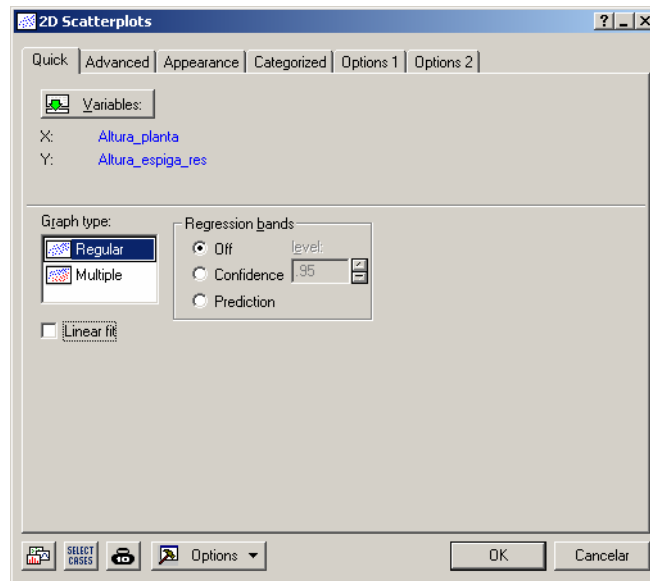 2D Scatterplots
Quick Advanced Appearance Categorized Options 1 Options 2
Variables:
X: Altura_planta
Y: Altura_espiga_res
Graph type:
Regular
Multiple
Regression bands
Off level:
Confidence .95
Prediction
Linear fit
SELECT CASES Options OK Cancelar